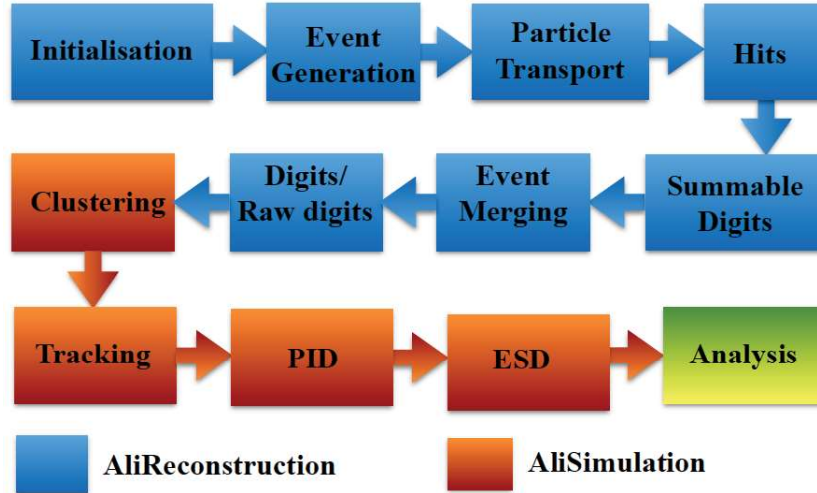 Initialisation
Event
Generation
Particle
Transport
Hits
Clustering
Digits/
Raw digits
Event
Merging
Summable
Digits
Tracking
PID
ESD
Analysis
AliReconstruction
AliSimulation